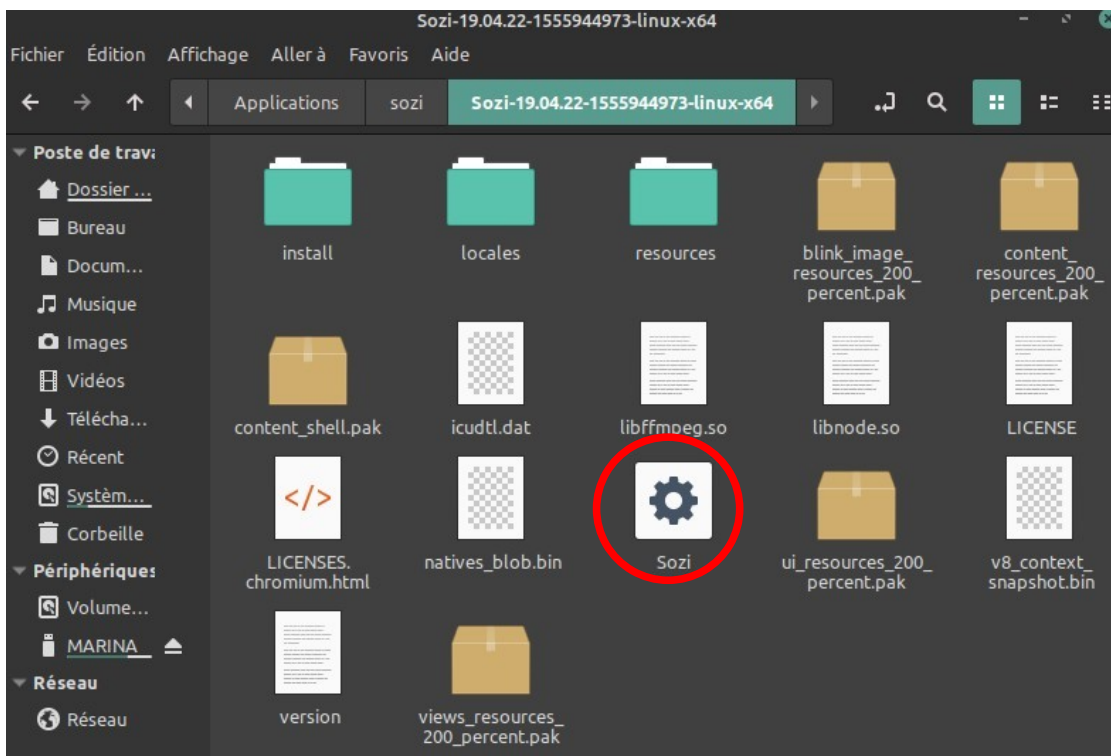 Sozi-19.04.22-1555944973-linux-x64
Fichier Édition Affichage Aller à Favoris Aide
Applications sozi Sozi-19.04.22-1555944973-linux-x64
Poste de trava
Dossier ...
Bureau
Docum...
Musique
Images
Vidéos
Télécha...
Récent
Systèm...
Corbeille
Périphériques
Volume...
MARINA
Réseau
Réseau
install
locales
resources
blink_image_
resources_200_
percent.pak
content_
resources_200_
percent.pak
content_shell.pak
icudtl.dat
libffmpeg.so
libnode.so
LICENSE
LICENSES.
chromium.html
natives_blob.bin
Sozi
ui_resources_200_
percent.pak
v8_context_
snapshot.bin
version
views_resources_
200_percent.pak